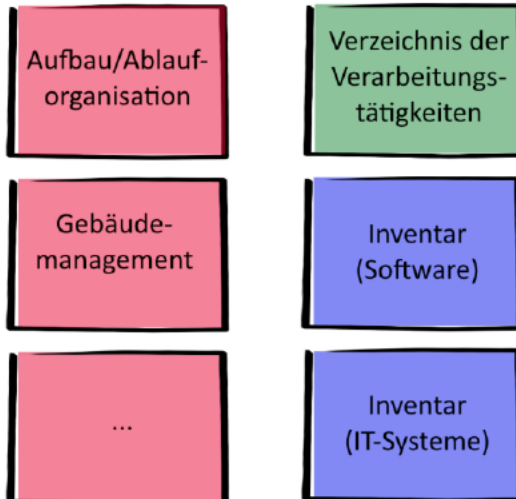 Aufbau/Ablauf-
organisation
Verzeichnis der
Verarbeitungs-
tätigkeiten
Gebäude-
management
Inventar
(Software)
...
Inventar
(IT-Systeme)